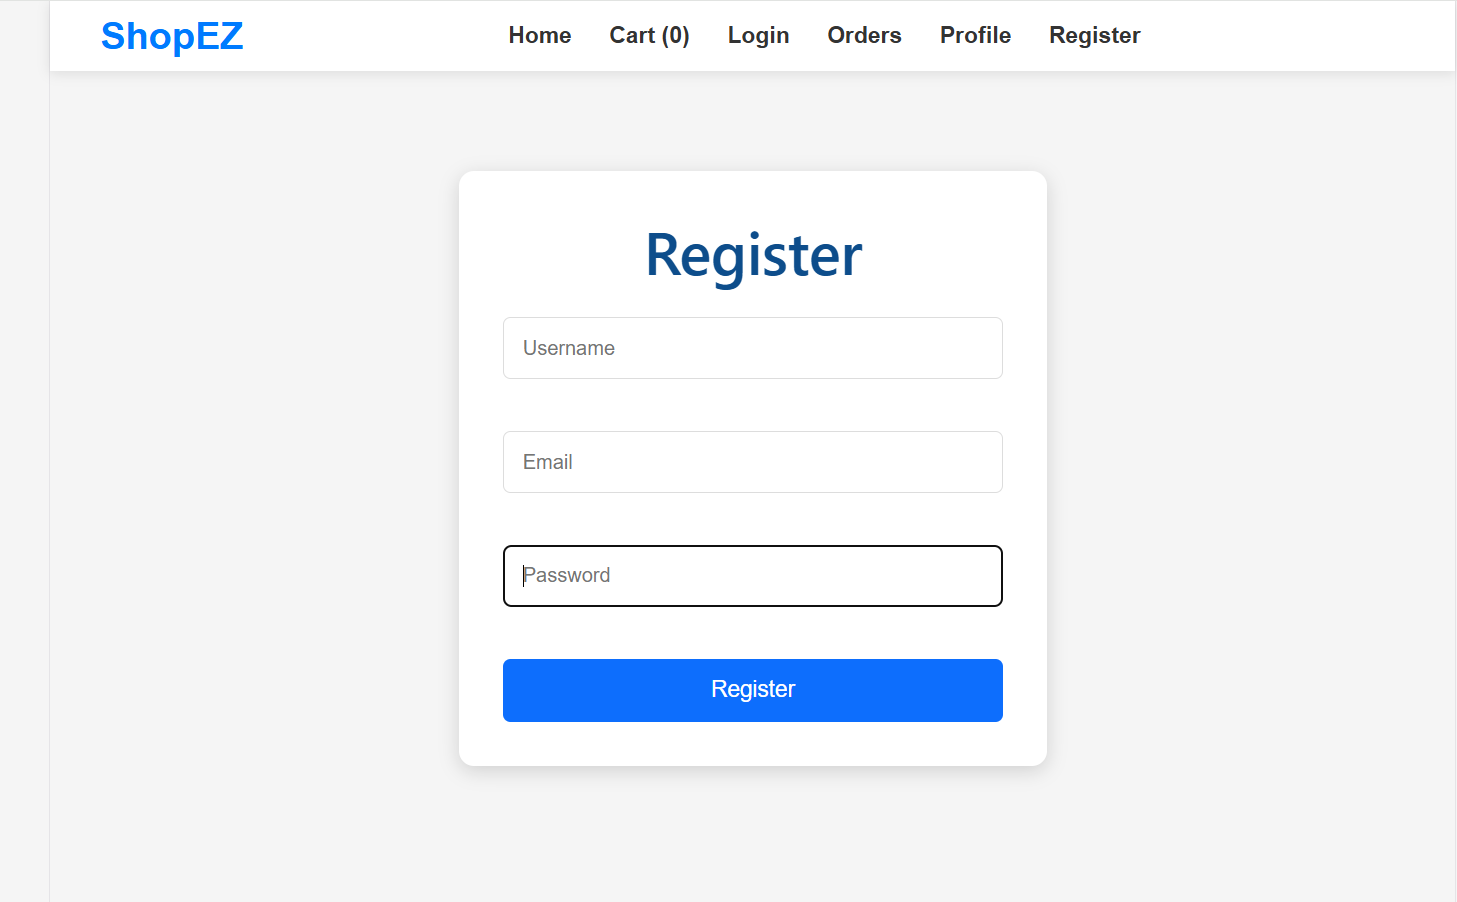 ShopEZ Home Cart (0) Login Orders Profile Register
Register
Username
Email
Password
Register